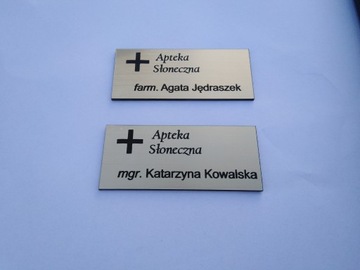 Apteka
Słoneczna
farm. Agata Jędraszek
Apteka
Słoneczna
mgr. Katarzyna Kowalska